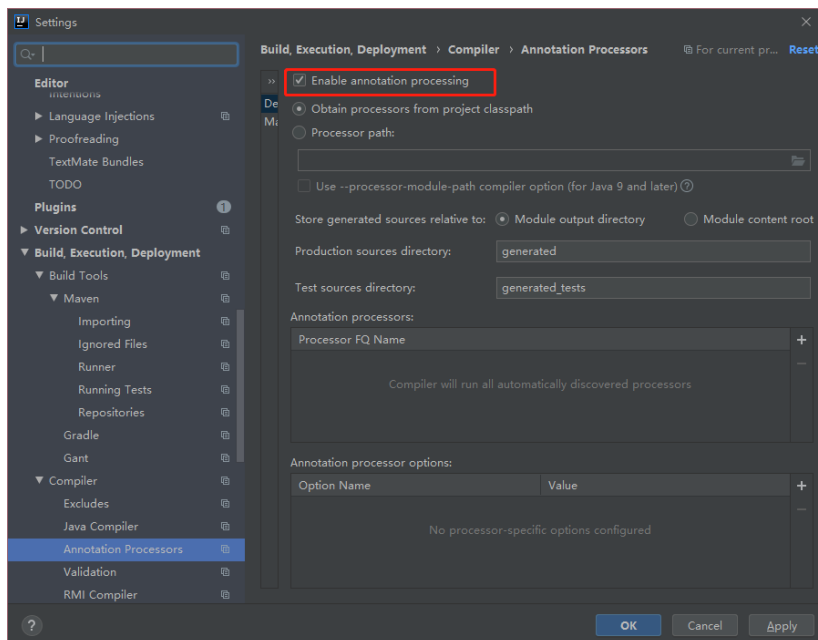 Settings
Build, Execution, Deployment › Compiler › Annotation Processors
For current pr...
Reset
Editor
Intentions
Language Injections
Proofreading
TextMate Bundles
TODO
Plugins
1
Version Control
Build, Execution, Deployment
Build Tools
Maven
Importing
Ignored Files
Runner
Running Tests
Repositories
Gradle
Gant
Compiler
Excludes
Java Compiler
Annotation Processors
Validation
RMI Compiler
De
Ma
Enable annotation processing
Obtain processors from project classpath
Processor path:
Use --processor-module-path compiler option (for Java 9 and later)
Store generated sources relative to: Module output directory Module content root
Production sources directory: generated
Test sources directory: generated_tests
Annotation processors:
Processor FQ Name
Compiler will run all automatically discovered processors
Annotation processor options:
Option Name Value
No processor-specific options configured
?
OK Cancel Apply